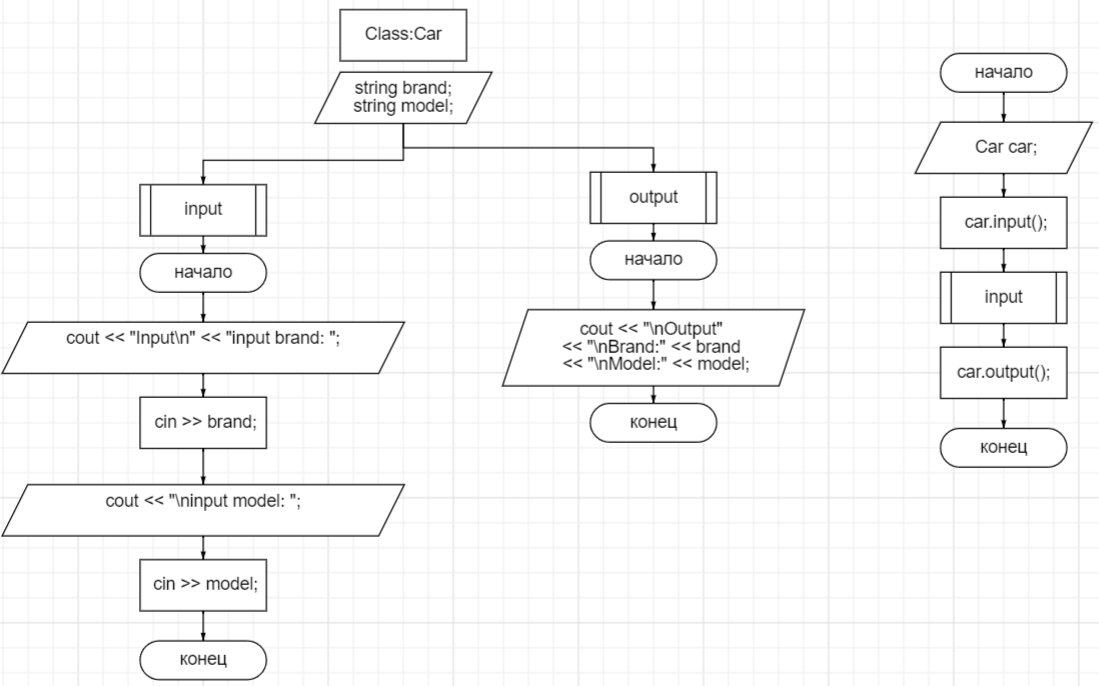 Class:Car
string brand;
string model;
input
начало
cout << "Input\n" << "input brand: ";
cin >> brand;
cout << "\ninput model: ";
cin >> model;
конец
output
начало
cout << "\nOutput"
<< "\nBrand:" << brand
<< "\nModel:" << model;
конец
начало
Car car;
car.input();
input
car.output();
конец